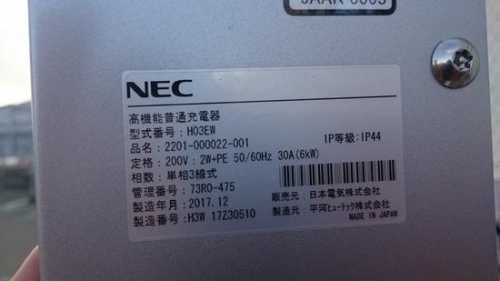 NEC
高機能普通充電器
型式番号：H03EW
品名：2201-000022-001
IP等級：IP44
定格：200V：2W+PE 50/60Hz 30A(6kW)
相数：単相3線式
管理番号：73R0-475
製造年月：2017.12
製造番号：H3W 17Z30510
販売元：日本電気株式会社
製造元：平河ヒューテック株式会社
MADE IN JAPAN